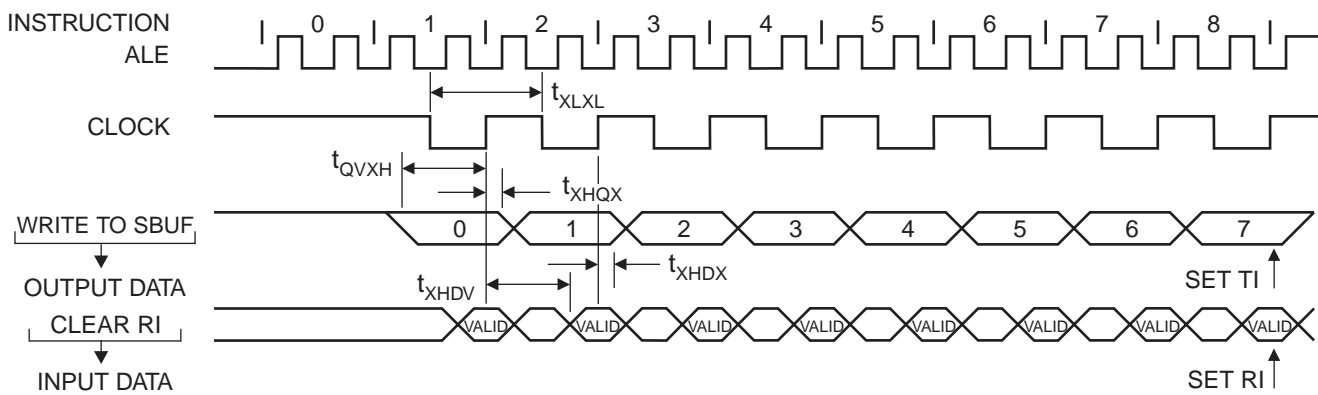 INSTRUCTION 0 1 2 3 4 5 6 7 8
ALE
tXLXL
CLOCK
tQVXH
tXHQX
WRITE TO SBUF 0 1 2 3 4 5 6 7
tXHDX
tXHDV
OUTPUT DATA SET TI
CLEAR RI VALID VALID VALID VALID VALID VALID VALID VALID
INPUT DATA SET RI